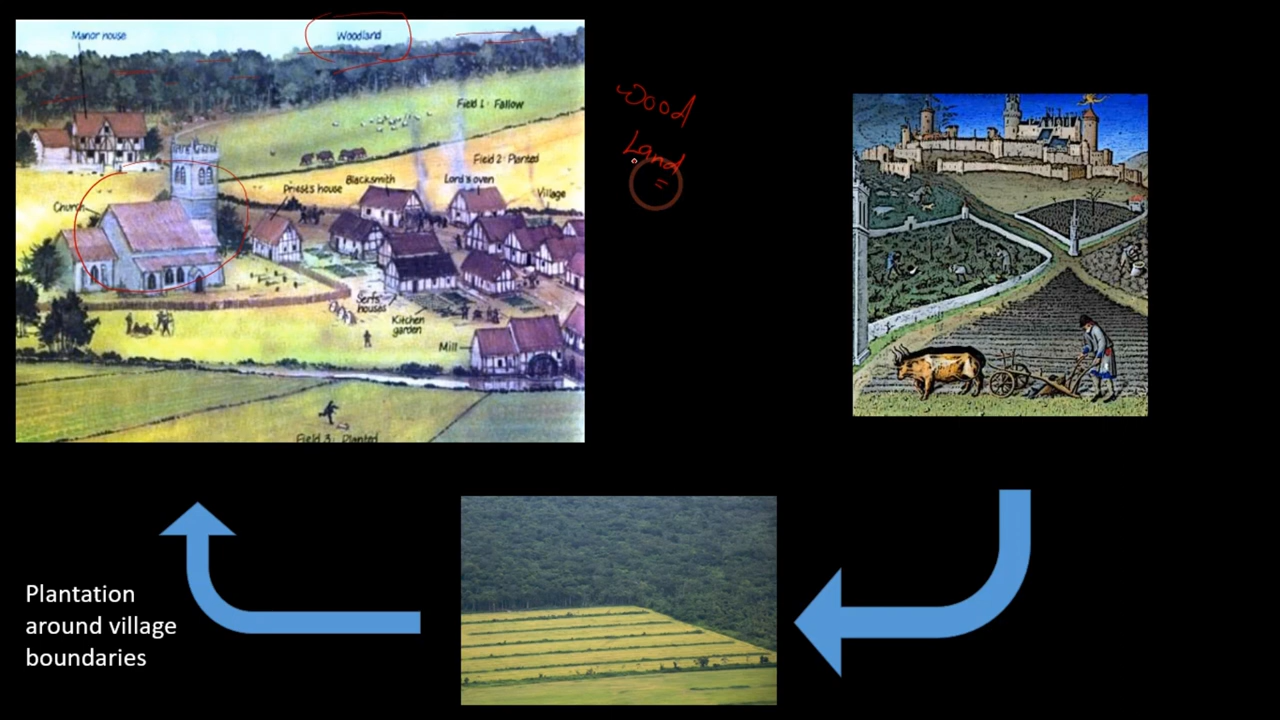 Manor house
Woodland
Field 1: Fallow
Field 2: Planted
Blacksmith
Lord's oven
Priest's house
Village
Church
Serfs'
houses
Kitchen
garden
Mill
Field 3: Planted
wood
Land
=
Plantation
around village
boundaries